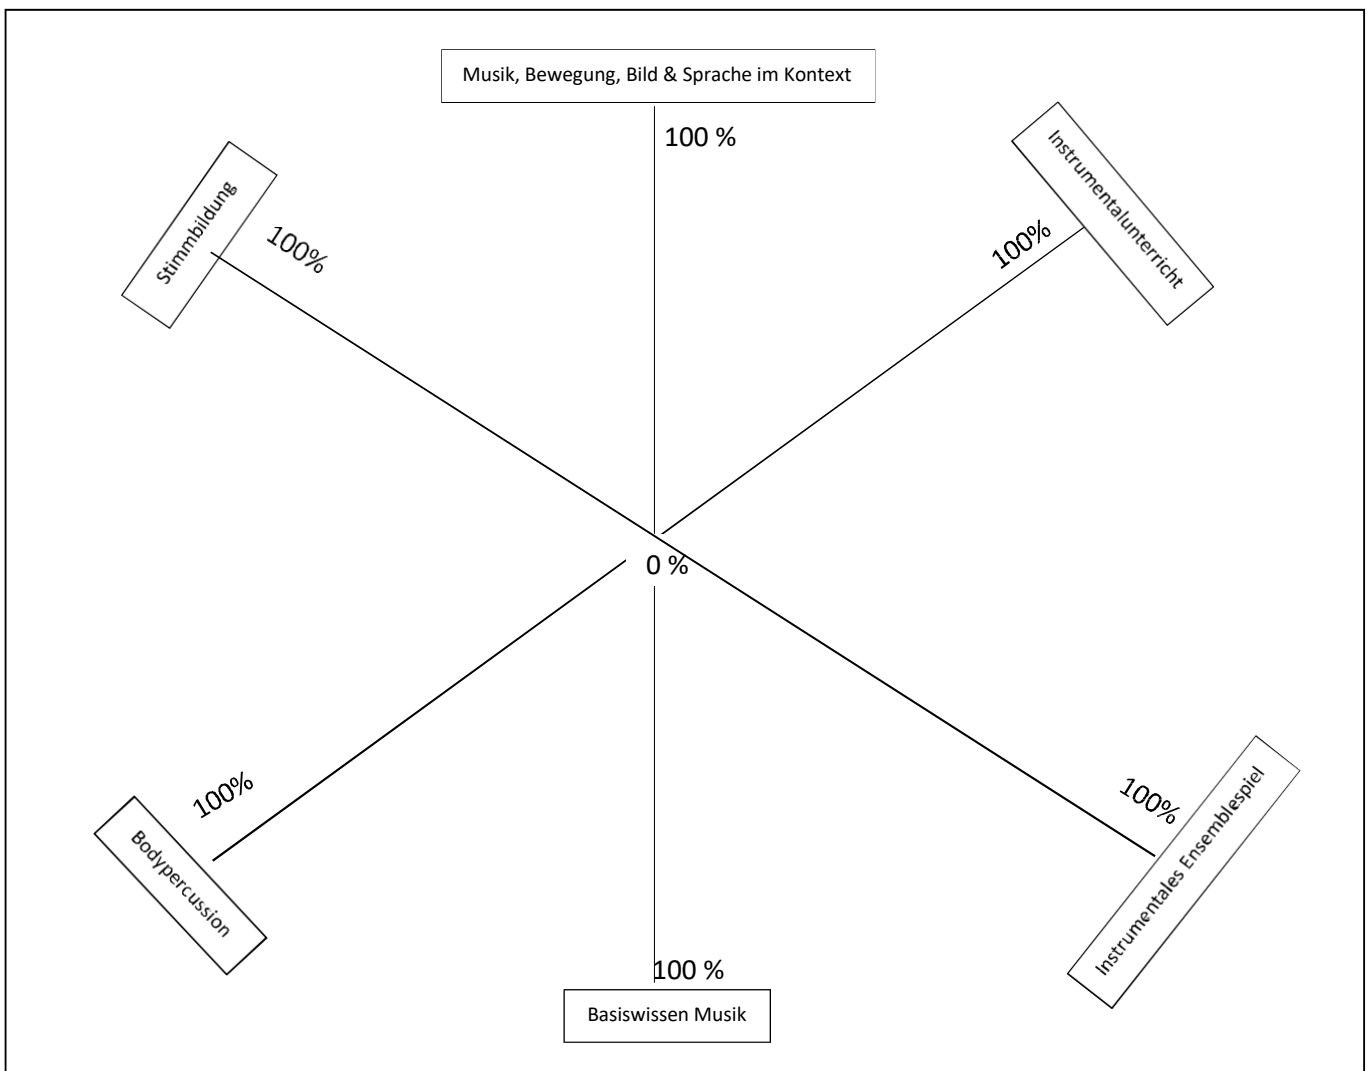 Musik, Bewegung, Bild & Sprache im Kontext
100 %
Stimmbildung
100%
Instrumentalunterricht
100%
0 %
Bodypercussion
100%
Instrumentales Ensemblespiel
100%
100 %
Basiswissen Musik